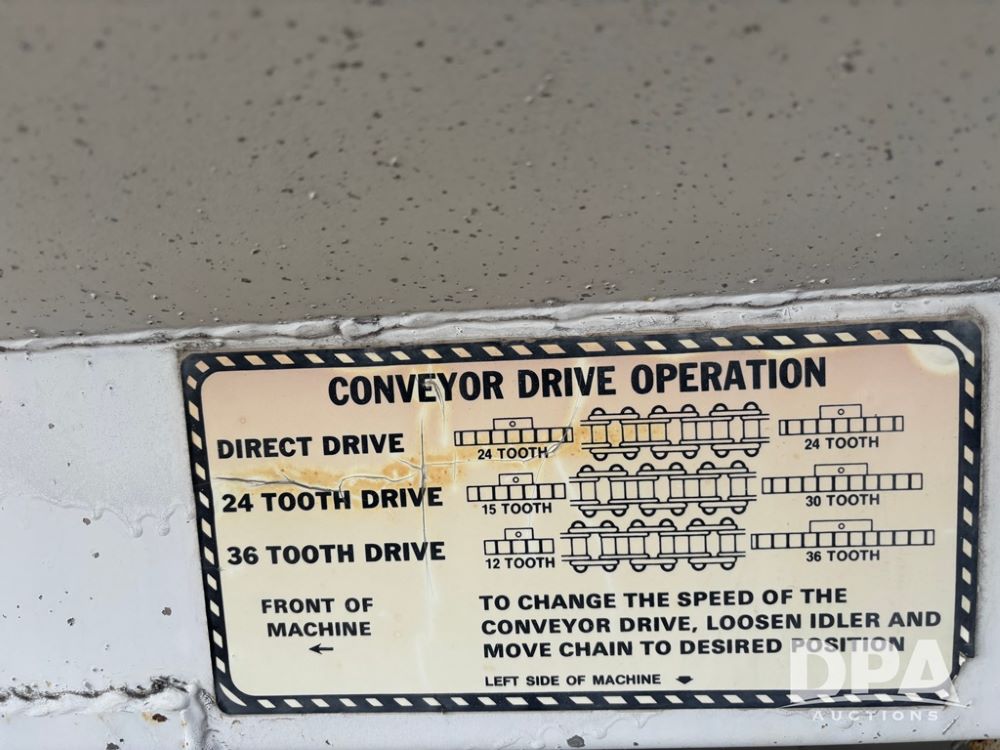 CONVEYOR DRIVE OPERATION
DIRECT DRIVE 24 TOOTH 24 TOOTH
24 TOOTH DRIVE 15 TOOTH 30 TOOTH
36 TOOTH DRIVE 12 TOOTH 36 TOOTH
FRONT OF
MACHINE
←
TO CHANGE THE SPEED OF THE
CONVEYOR DRIVE, LOOSEN IDLER AND
MOVE CHAIN TO DESIRED POSITION
LEFT SIDE OF MACHINE
DPA
AUCTIONS